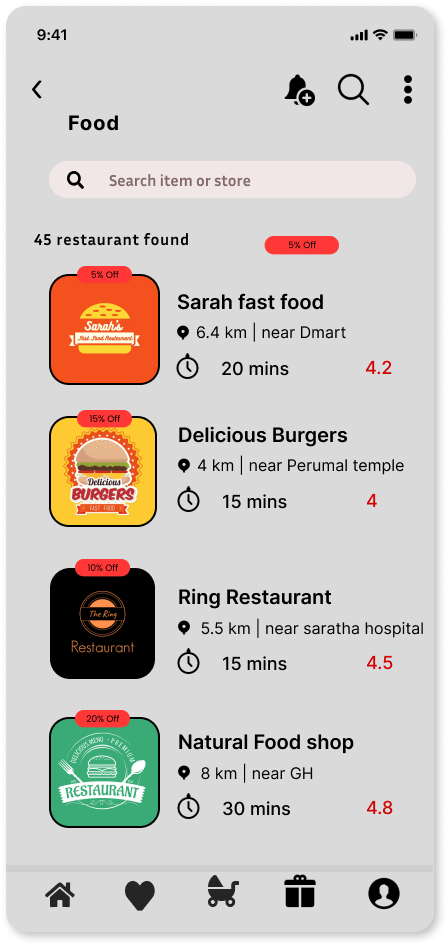 9:41
Food
Search item or store
45 restaurant found
5% Off
5% Off
Sarah's
Fast Food Restaurant
Sarah fast food
6.4 km | near Dmart
20 mins
4.2
15% Off
Delicious
BURGERS
FAST FOOD
Delicious Burgers
4 km | near Perumal temple
15 mins
4
10% Off
The Ring
Restaurant
Ring Restaurant
5.5 km | near saratha hospital
15 mins
4.5
20% Off
DELICIOUS MENU • PREMIUM
RESTAURANT
Natural Food shop
8 km | near GH
30 mins
4.8